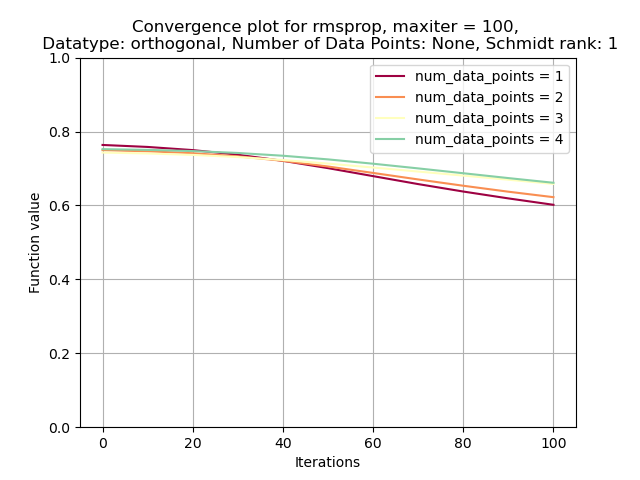 Convergence plot for rmsprop, maxiter = 100,
Datatype: orthogonal, Number of Data Points: None, Schmidt rank: 1
num_data_points = 1
num_data_points = 2
num_data_points = 3
num_data_points = 4
Function value
1.0
0.8
0.6
0.4
0.2
0.0
0 20 40 60 80 100
Iterations